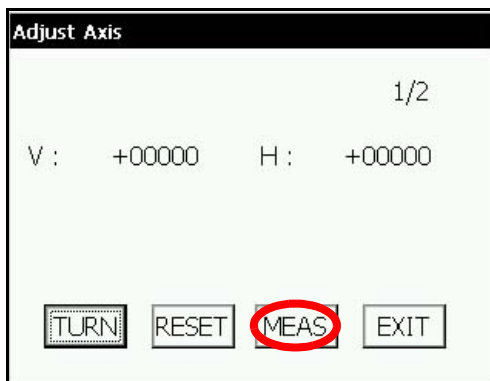 Adjust Axis
1/2
V : +00000 H : +00000
TURN RESET MEAS EXIT